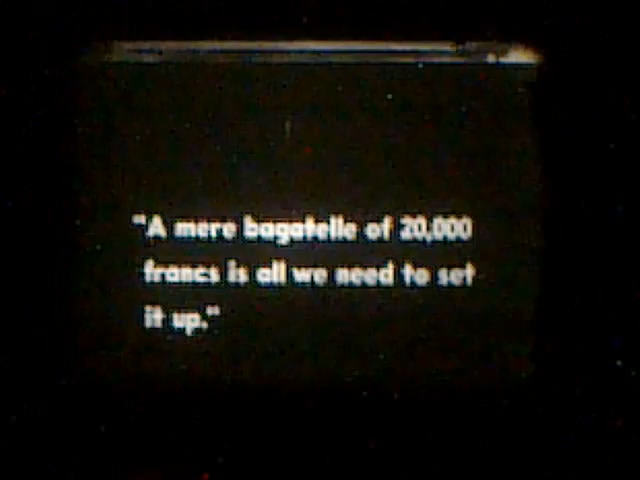 "A mere bagatelle of 20,000
francs is all we need to set
it up."